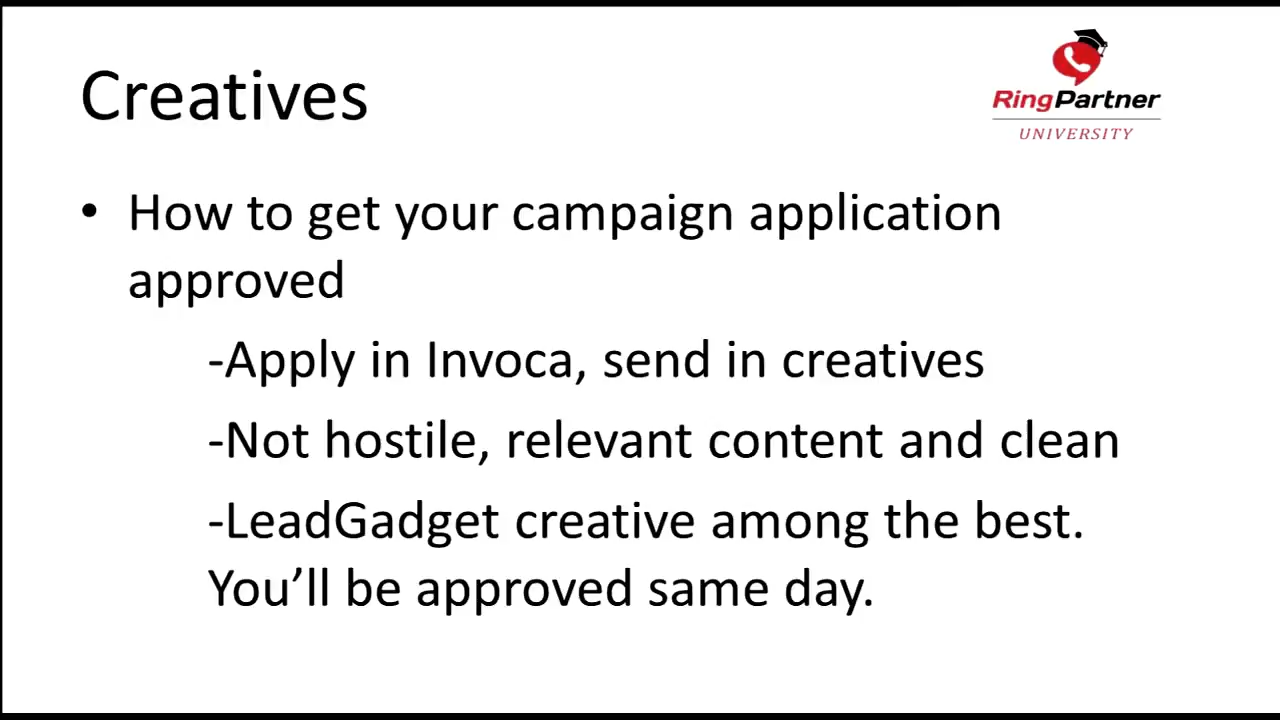 Creatives
RingPartner
UNIVERSITY
• How to get your campaign application
approved
-Apply in Invoca, send in creatives
-Not hostile, relevant content and clean
-LeadGadget creative among the best.
You’ll be approved same day.